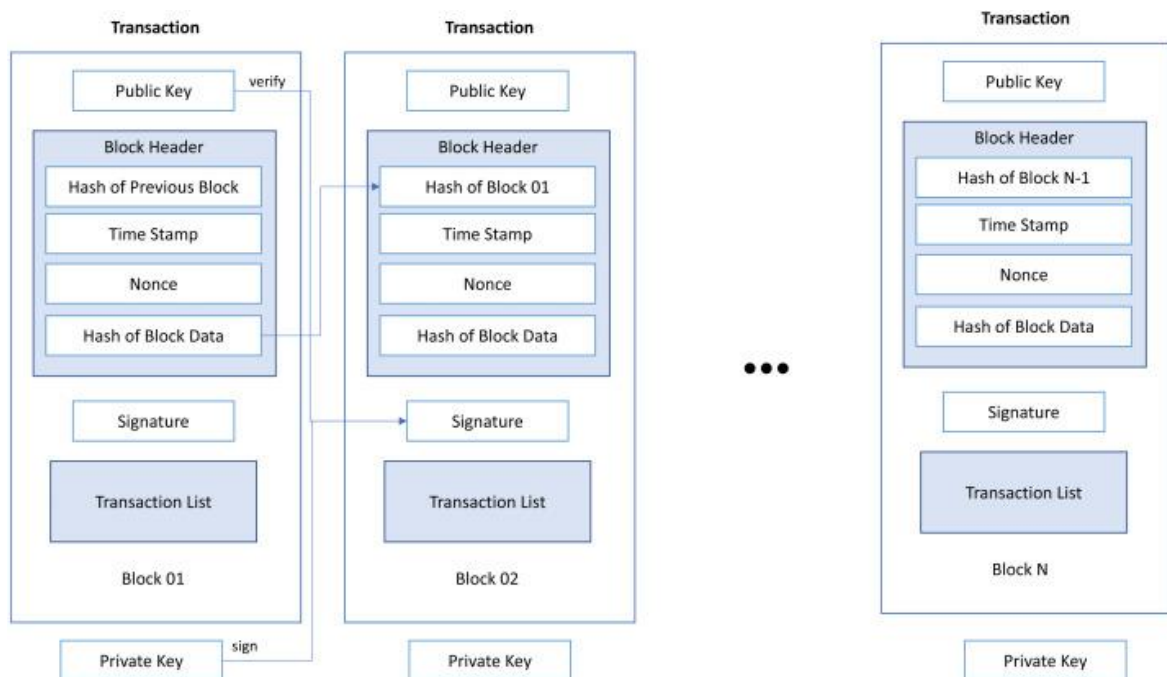 Transaction
Public Key
verify
Block Header
Hash of Previous Block
Time Stamp
Nonce
Hash of Block Data
Signature
Transaction List
Block 01
Private Key
sign
Transaction
Public Key
Block Header
Hash of Block 01
Time Stamp
Nonce
Hash of Block Data
Signature
Transaction List
Block 02
Private Key
Transaction
Public Key
Block Header
Hash of Block N-1
Time Stamp
Nonce
Hash of Block Data
Signature
Transaction List
Block N
Private Key